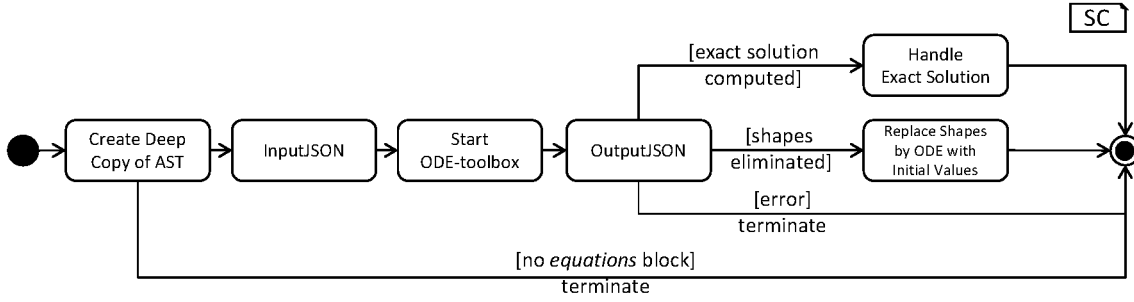 SC
Create Deep
Copy of AST
InputJSON
Start
ODE-toolbox
OutputJSON
[exact solution
computed]
Handle
Exact Solution
[shapes
eliminated]
Replace Shapes
by ODE with
Initial Values
[error]
terminate
[no equations block]
terminate